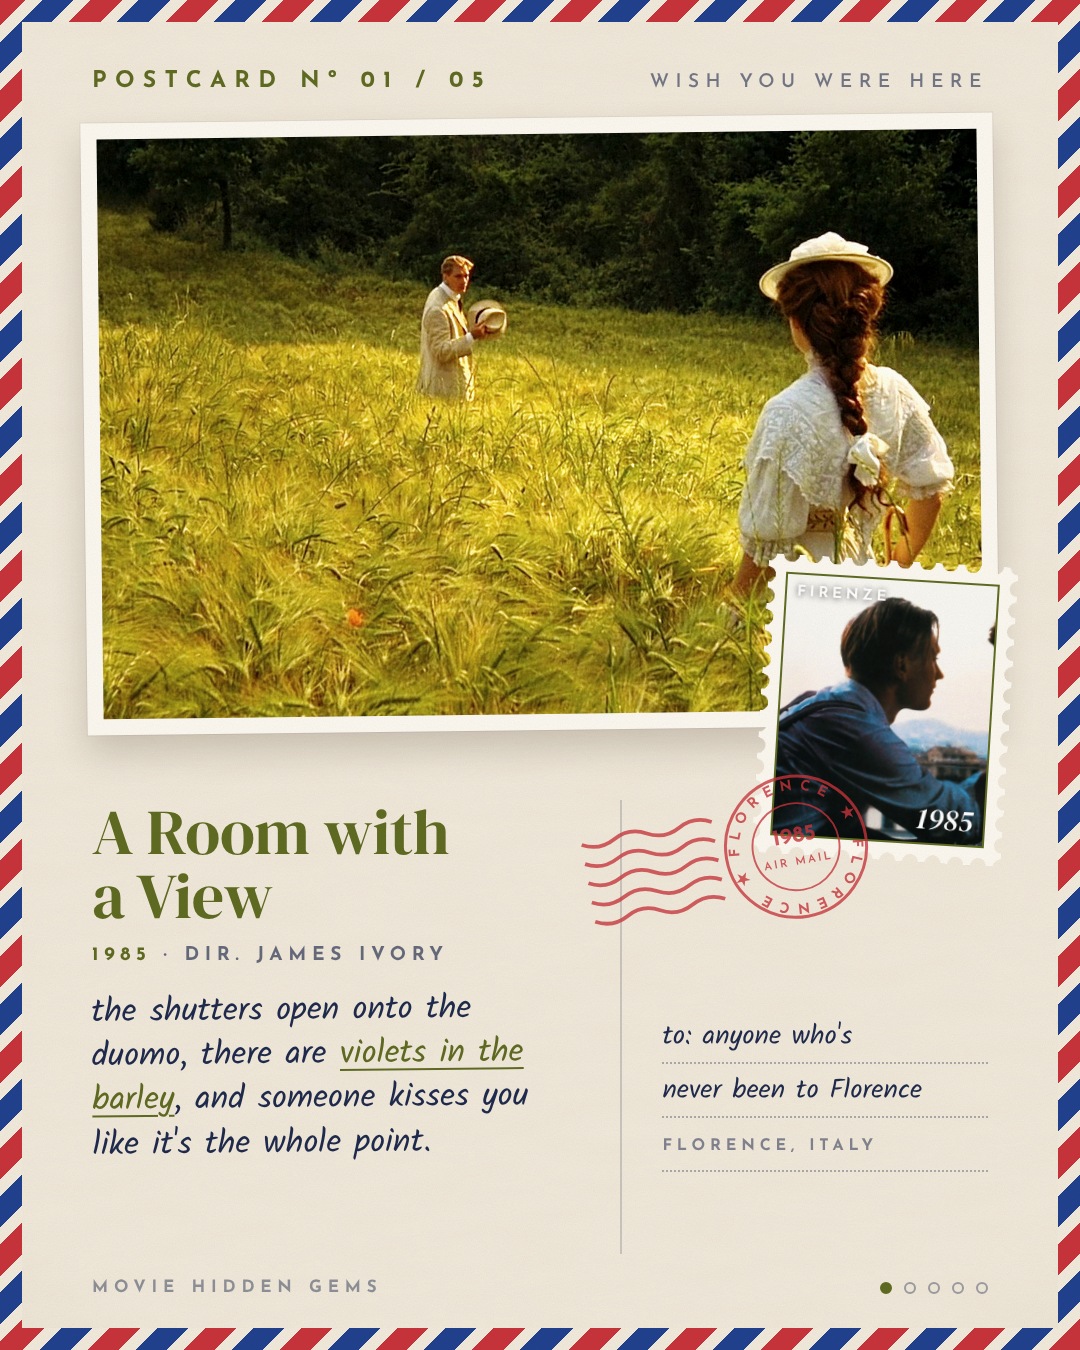 POSTCARD Nº 01 / 05
WISH YOU WERE HERE
FIRENZE
1985
A Room with
a View
FLORENCE ★ FLORENCE ★
1985
AIR MAIL
1985 · DIR. JAMES IVORY
the shutters open onto the
duomo, there are violets in the
barley, and someone kisses you
like it's the whole point.
to: anyone who's
never been to Florence
FLORENCE, ITALY
MOVIE HIDDEN GEMS